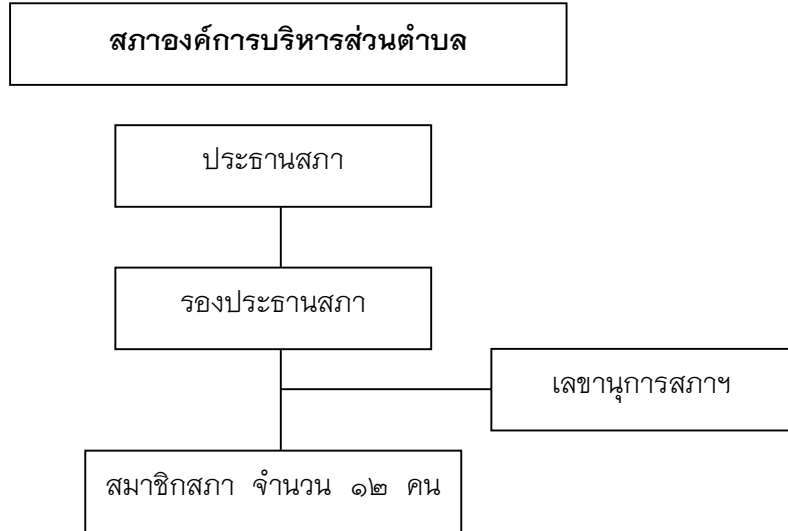 สภาองค์การบริหารส่วนตำบล
ประธานสภา
รองประธานสภา
เลขานุการสภาฯ
สมาชิกสภา จำนวน ๑๒ คน